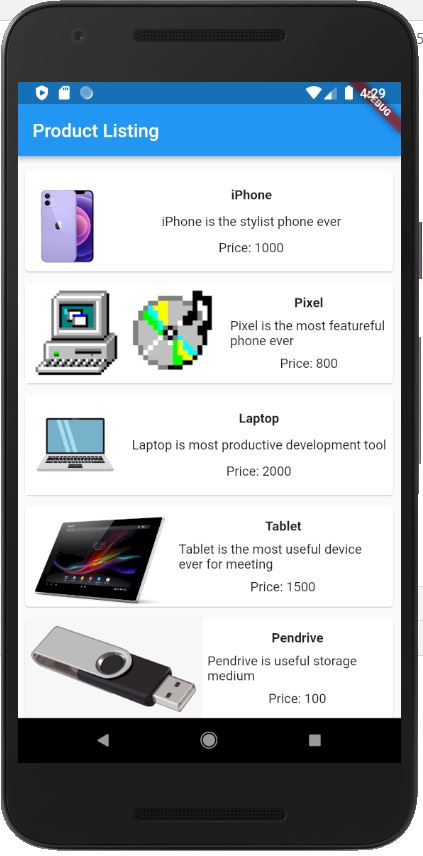 4:29
DEBUG
Product Listing
iPhone
iPhone is the stylist phone ever
Price: 1000
Pixel
Pixel is the most featureful
phone ever
Price: 800
Laptop
Laptop is most productive development tool
Price: 2000
Tablet
Tablet is the most useful device
ever for meeting
Price: 1500
Pendrive
Pendrive is useful storage
medium
Price: 100